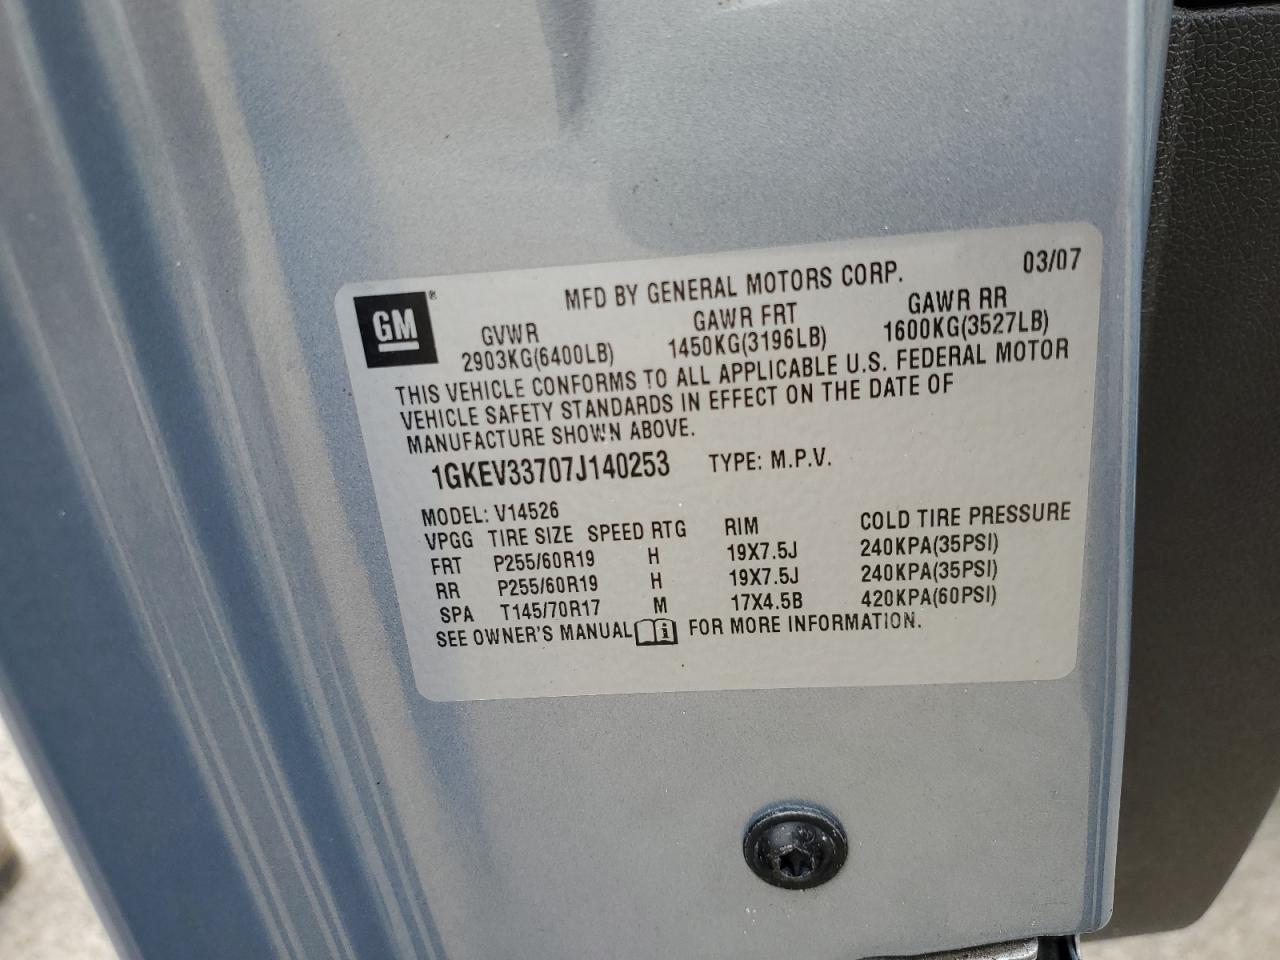 03/07
MFD BY GENERAL MOTORS CORP.
GM®
GVWR GAWR FRT GAWR RR
2903KG(6400LB) 1450KG(3196LB) 1600KG(3527LB)
THIS VEHICLE CONFORMS TO ALL APPLICABLE U.S. FEDERAL MOTOR
VEHICLE SAFETY STANDARDS IN EFFECT ON THE DATE OF
MANUFACTURE SHOWN ABOVE.
1GKEV33707J140253 TYPE: M.P.V.
MODEL: V14526
VPGG TIRE SIZE SPEED RTG RIM COLD TIRE PRESSURE
FRT P255/60R19 H 19X7.5J 240KPA(35PSI)
RR P255/60R19 H 19X7.5J 240KPA(35PSI)
SPA T145/70R17 M 17X4.5B 420KPA(60PSI)
SEE OWNER'S MANUAL i FOR MORE INFORMATION.